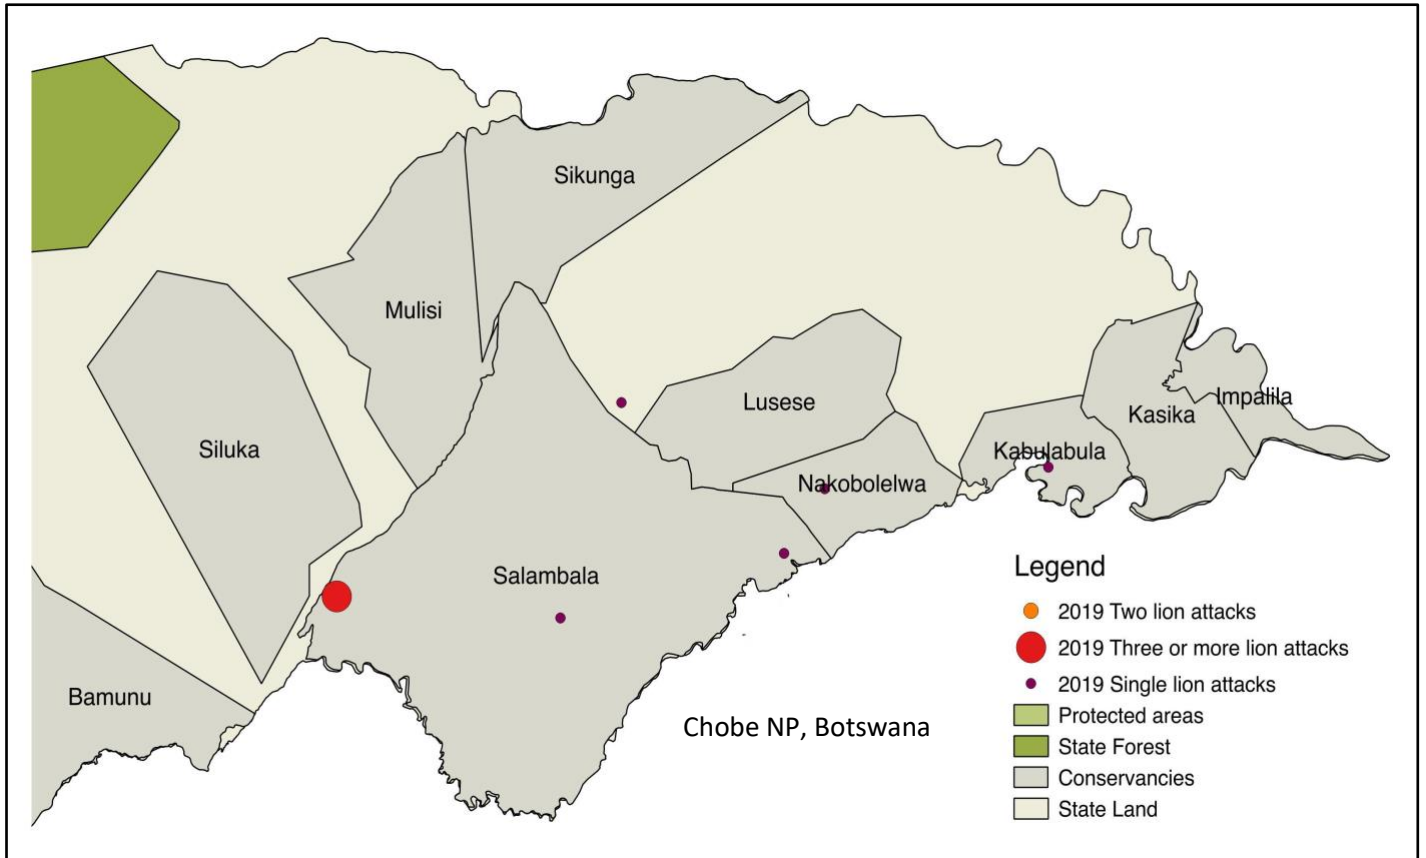 Sikunga
Mulisi
Lusese
Impalila
Kasika
Siluka
Kabulabula
Nakobolelwa
Salambala
Bamunu
Chobe NP, Botswana
Legend
2019 Two lion attacks
2019 Three or more lion attacks
2019 Single lion attacks
Protected areas
State Forest
Conservancies
State Land